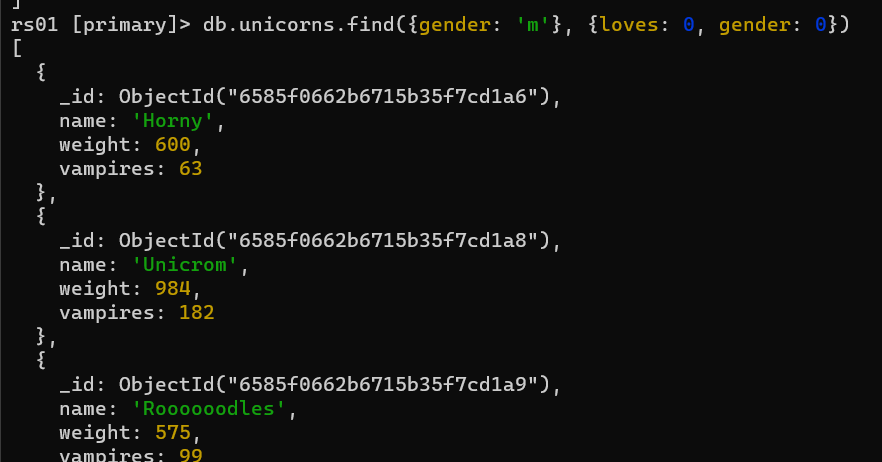 ]
rs01 [primary]> db.unicorns.find({gender: 'm'}, {loves: 0, gender: 0})
[
  {
    _id: ObjectId("6585f0662b6715b35f7cd1a6"),
    name: 'Horny',
    weight: 600,
    vampires: 63
  },
  {
    _id: ObjectId("6585f0662b6715b35f7cd1a8"),
    name: 'Unicrom',
    weight: 984,
    vampires: 182
  },
  {
    _id: ObjectId("6585f0662b6715b35f7cd1a9"),
    name: 'Roooooodles',
    weight: 575,
    vampires: 99